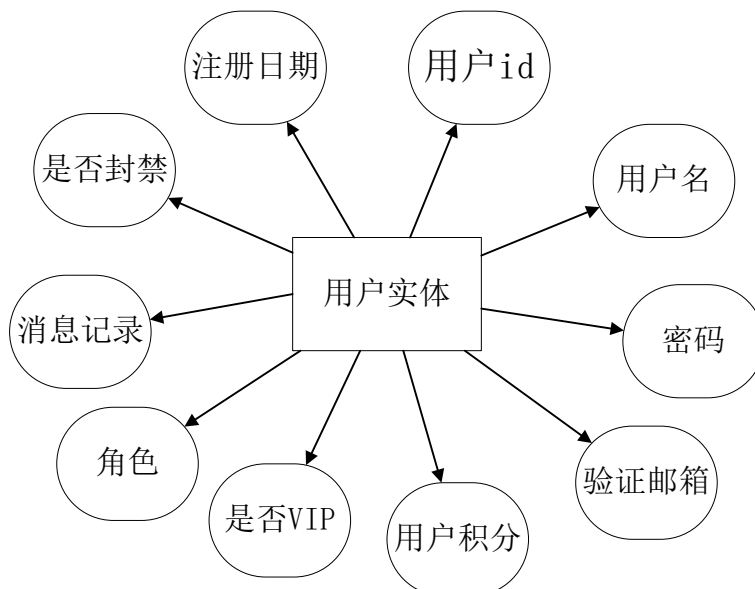 注册日期
用户id
是否封禁
用户名
用户实体
消息记录
密码
角色
验证邮箱
是否VIP
用户积分